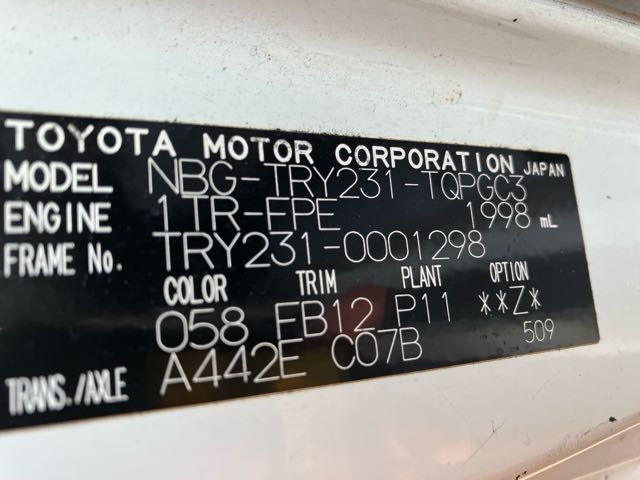 TOYOTA MOTOR CORPORATION JAPAN
MODEL NBG-TRY231-TQPGC3
ENGINE 1TR-FPE 1998 mL
FRAME No. TRY231-0001298
COLOR TRIM PLANT OPTION
058 FB12 P11 **Z*
TRANS./AXLE A442E C07B 509